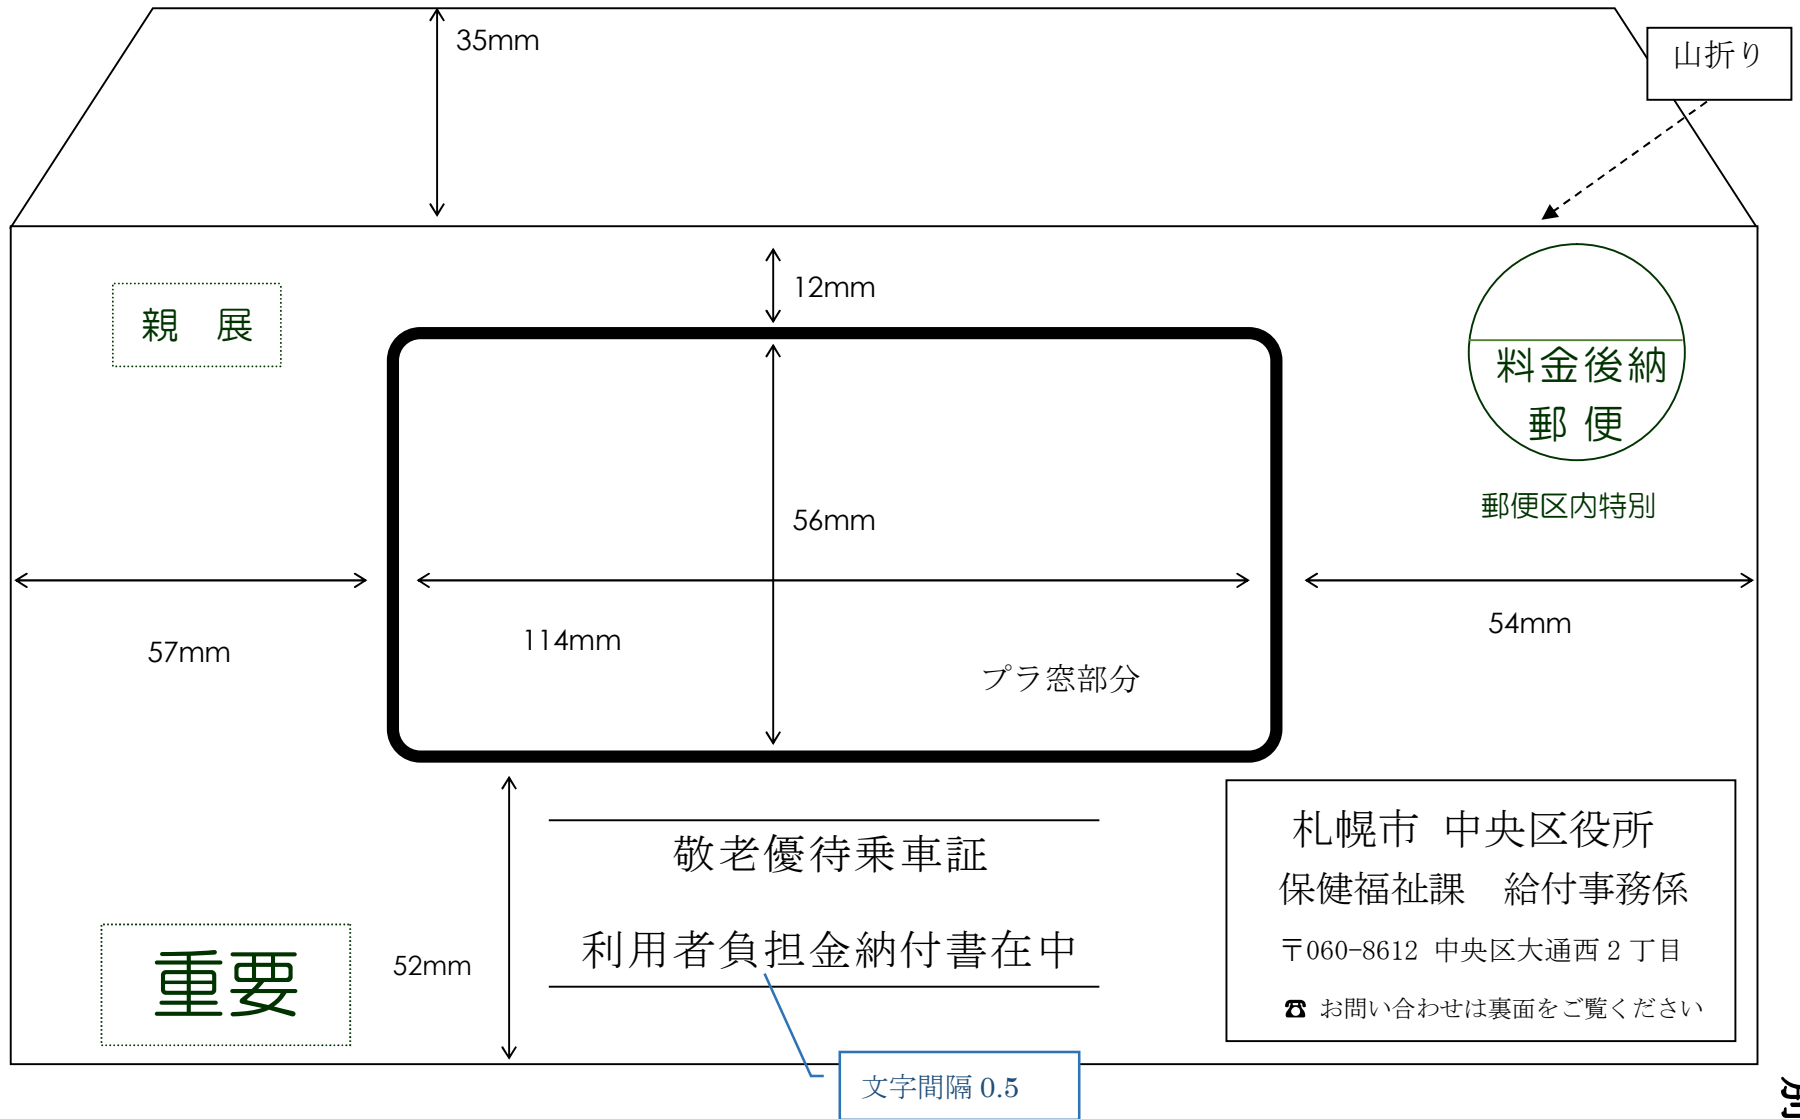 35mm
山折り
12mm
親　展
料金後納
郵 便
郵便区内特別
56mm
57mm
114mm
54mm
プラ窓部分
敬老優待乗車証
利用者負担金納付書在中
52mm
重要
札幌市 中央区役所
保健福祉課　給付事務係
〒060-8612 中央区大通西２丁目
☎ お問い合わせは裏面をご覧ください
文字間隔 0.5